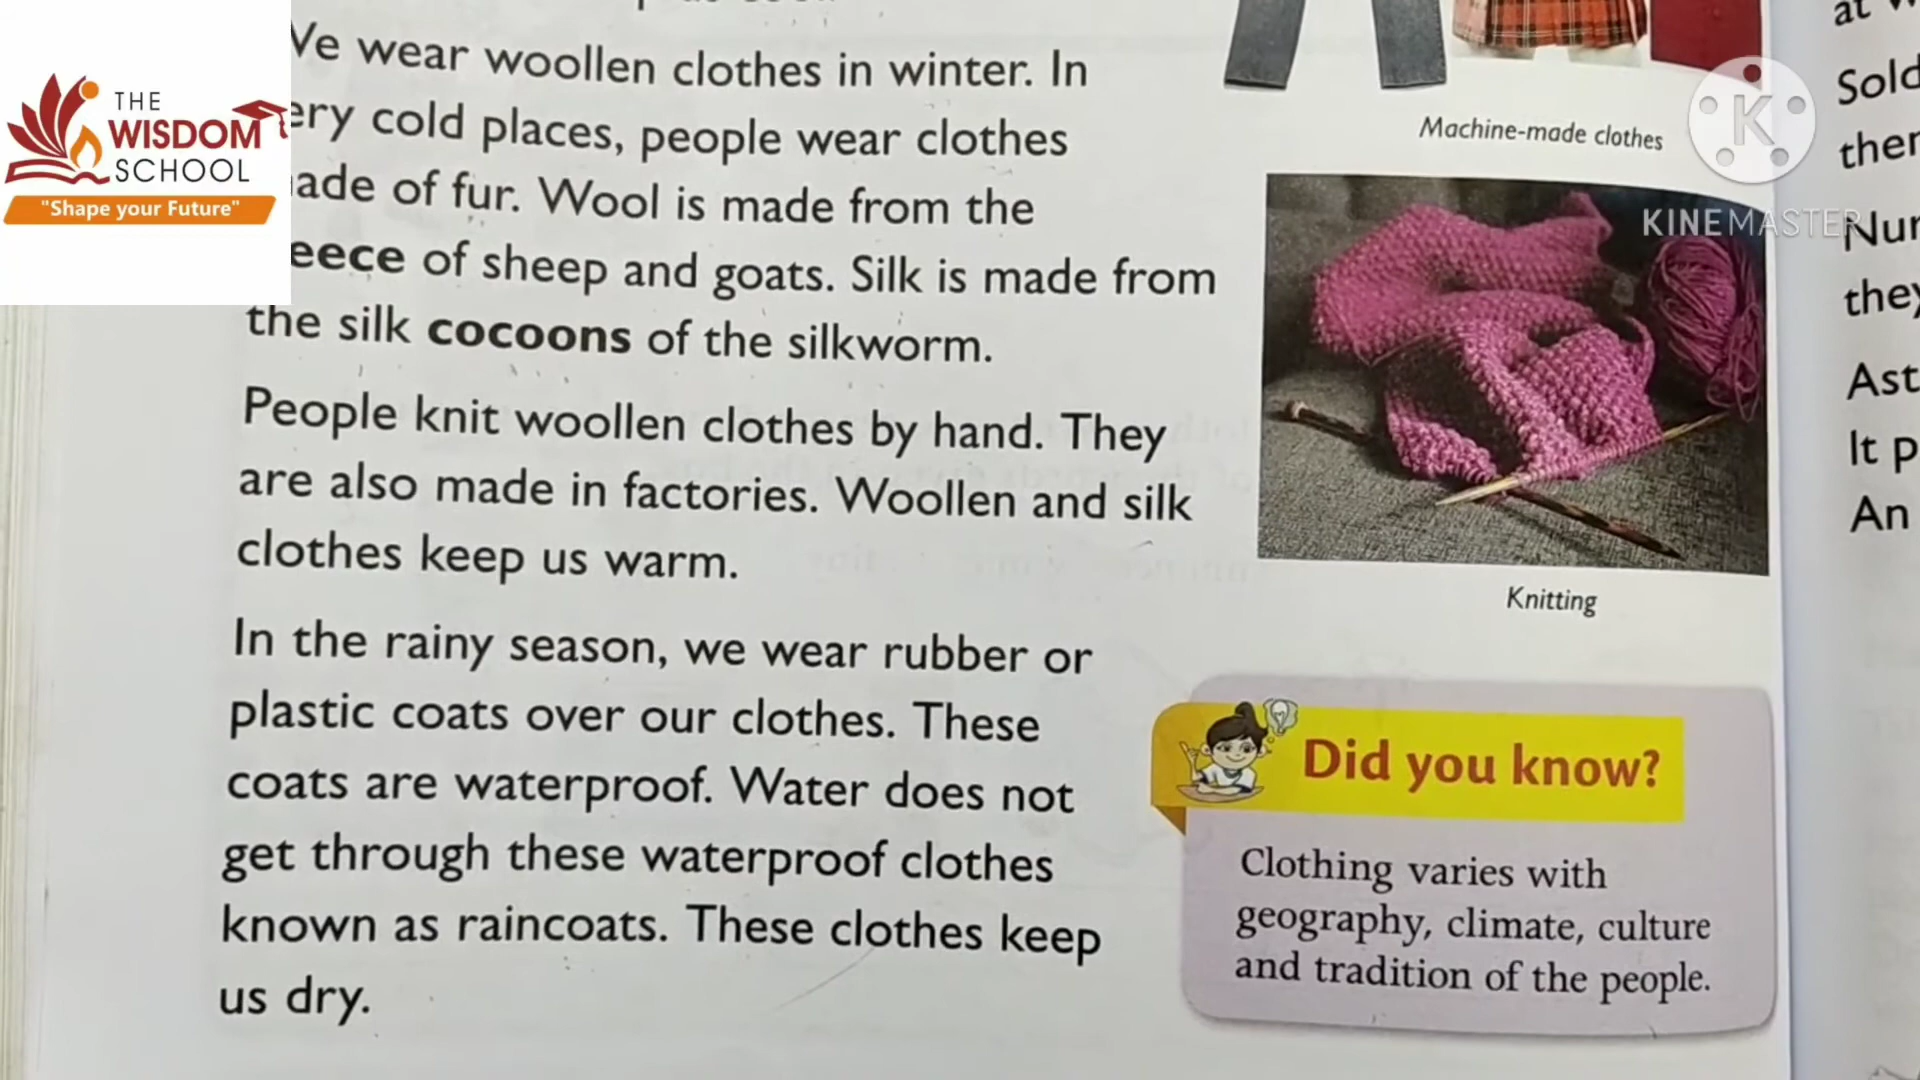 THE
WISDOM
SCHOOL
"Shape your Future"
We wear woollen clothes in winter. In
ery cold places, people wear clothes
ade of fur. Wool is made from the
eece of sheep and goats. Silk is made from
the silk cocoons of the silkworm.
People knit woollen clothes by hand. They
are also made in factories. Woollen and silk
clothes keep us warm.
In the rainy season, we wear rubber or
plastic coats over our clothes. These
coats are waterproof. Water does not
get through these waterproof clothes
known as raincoats. These clothes keep
us dry.
Machine-made clothes
K
KINEMASTER
Knitting
Did you know?
Clothing varies with
geography, climate, culture
and tradition of the people.
at
Sold
ther
Nur
they
Ast
It p
An